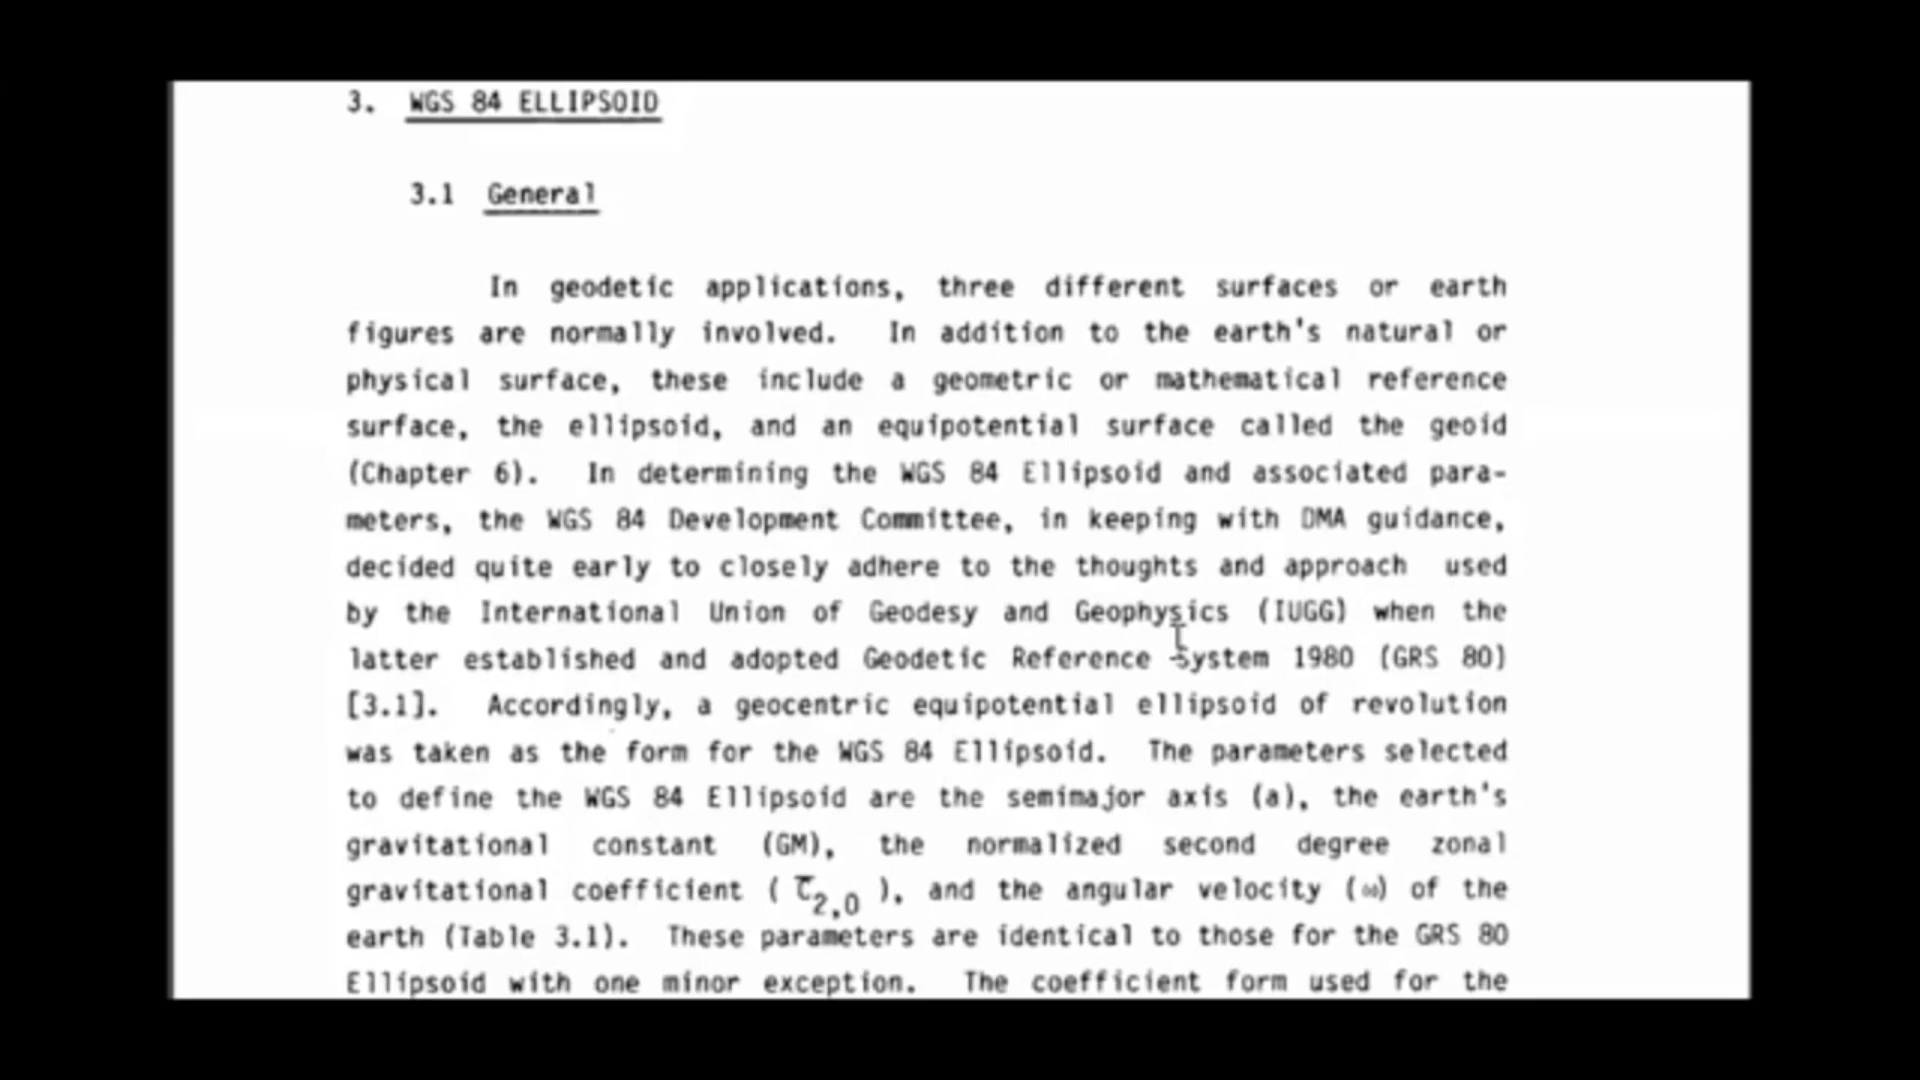 3. WGS 84 ELLIPSOID
3.1 General
In geodetic applications, three different surfaces or earth
figures are normally involved. In addition to the earth's natural or
physical surface, these include a geometric or mathematical reference
surface, the ellipsoid, and an equipotential surface called the geoid
(Chapter 6). In determining the WGS 84 Ellipsoid and associated para-
meters, the WGS 84 Development Committee, in keeping with DMA guidance,
decided quite early to closely adhere to the thoughts and approach used
by the International Union of Geodesy and Geophysics (IUGG) when the
latter established and adopted Geodetic Reference System 1980 (GRS 80)
[3.1]. Accordingly, a geocentric equipotential ellipsoid of revolution
was taken as the form for the WGS 84 Ellipsoid. The parameters selected
to define the WGS 84 Ellipsoid are the semimajor axis (a), the earth's
gravitational constant (GM), the normalized second degree zonal
gravitational coefficient ( C̅₂,₀ ), and the angular velocity (ω) of the
earth (Table 3.1). These parameters are identical to those for the GRS 80
Ellipsoid with one minor exception. The coefficient form used for the